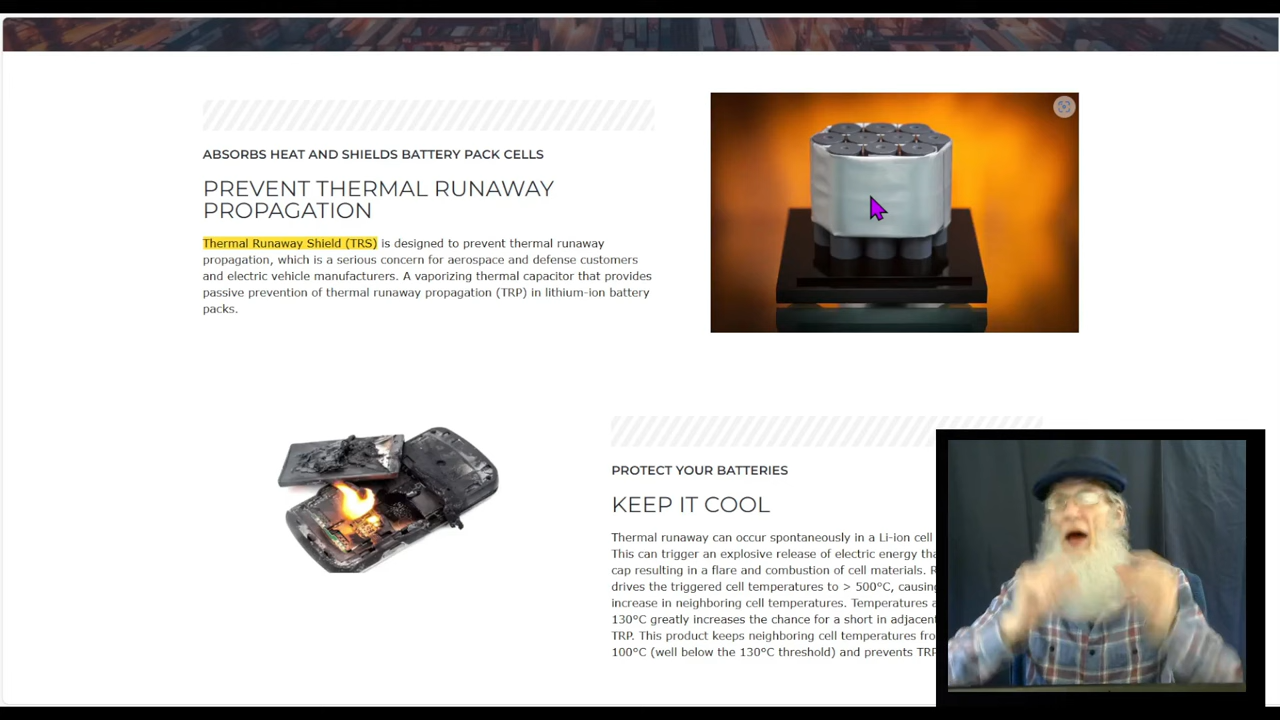 ABSORBS HEAT AND SHIELDS BATTERY PACK CELLS
PREVENT THERMAL RUNAWAY
PROPAGATION
Thermal Runaway Shield (TRS) is designed to prevent thermal runaway
propagation, which is a serious concern for aerospace and defense customers
and electric vehicle manufacturers. A vaporizing thermal capacitor that provides
passive prevention of thermal runaway propagation (TRP) in lithium-ion battery
packs.
PROTECT YOUR BATTERIES
KEEP IT COOL
Thermal runaway can occur spontaneously in a Li-ion cell
This can trigger an explosive release of electric energy
cap resulting in a flare and combustion of cell materials.
drives the triggered cell temperatures to > 500°C,
increase in neighboring cell temperatures. Temperatures
130°C greatly increases the chance for a short in adjacent
TRP. This product keeps neighboring cell temperatures
100°C (well below the 130°C threshold) and prevents TRP